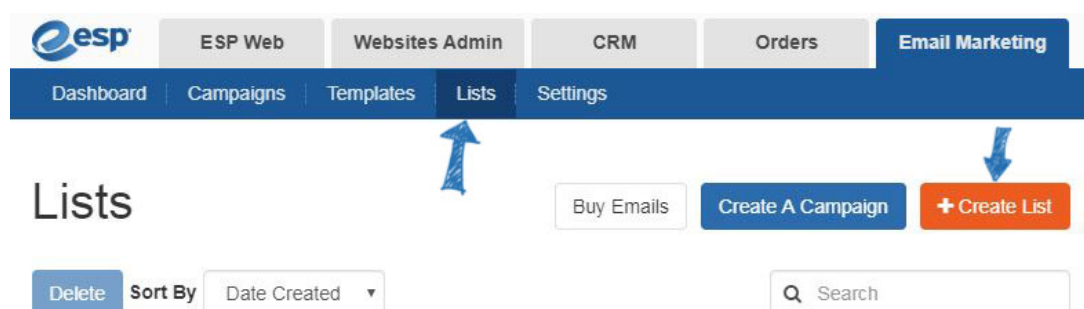 esp ESP Web Websites Admin CRM Orders Email Marketing
Dashboard Campaigns Templates Lists Settings
Lists Buy Emails Create A Campaign + Create List
Delete Sort By Date Created ▾ Search